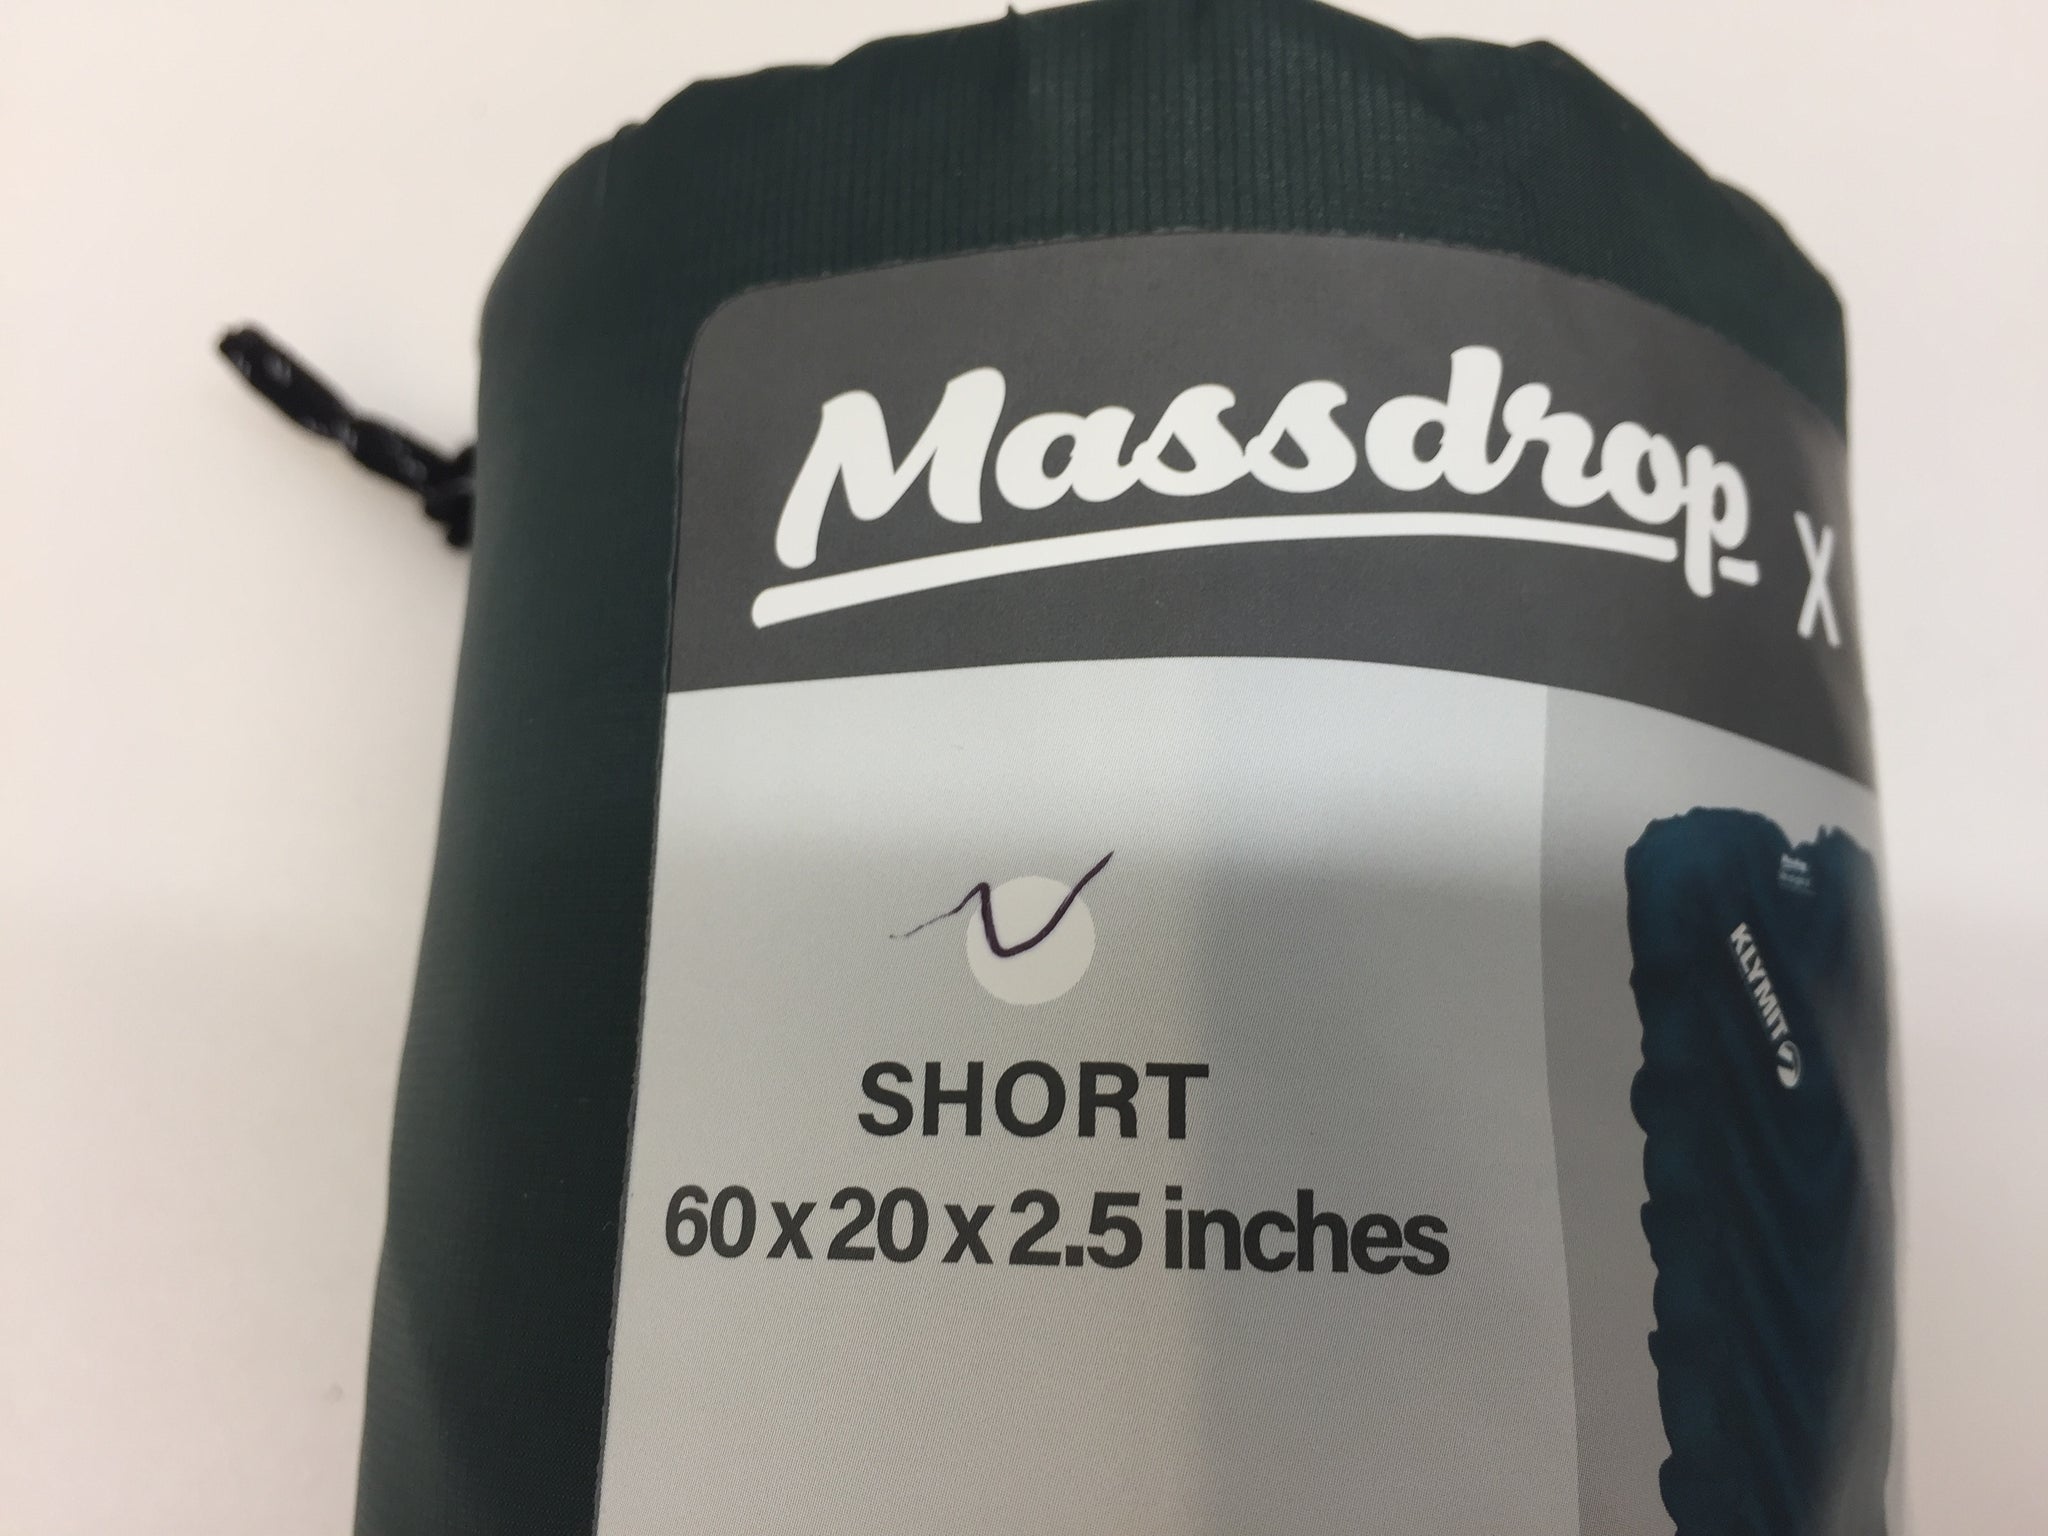 Massdrop X
SHORT
60 x 20 x 2.5 inches
KLYMIT